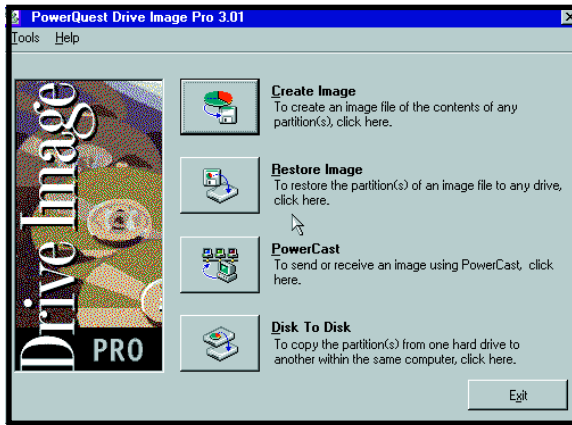 PowerQuest Drive Image Pro 3.01
Tools Help
Drive Image
PRO
Create Image
To create an image file of the contents of any
partition(s), click here.
Restore Image
To restore the partition(s) of an image file to any drive,
click here.
PowerCast
To send or receive an image using PowerCast, click
here.
Disk To Disk
To copy the partition(s) from one hard drive to
another within the same computer, click here.
Exit